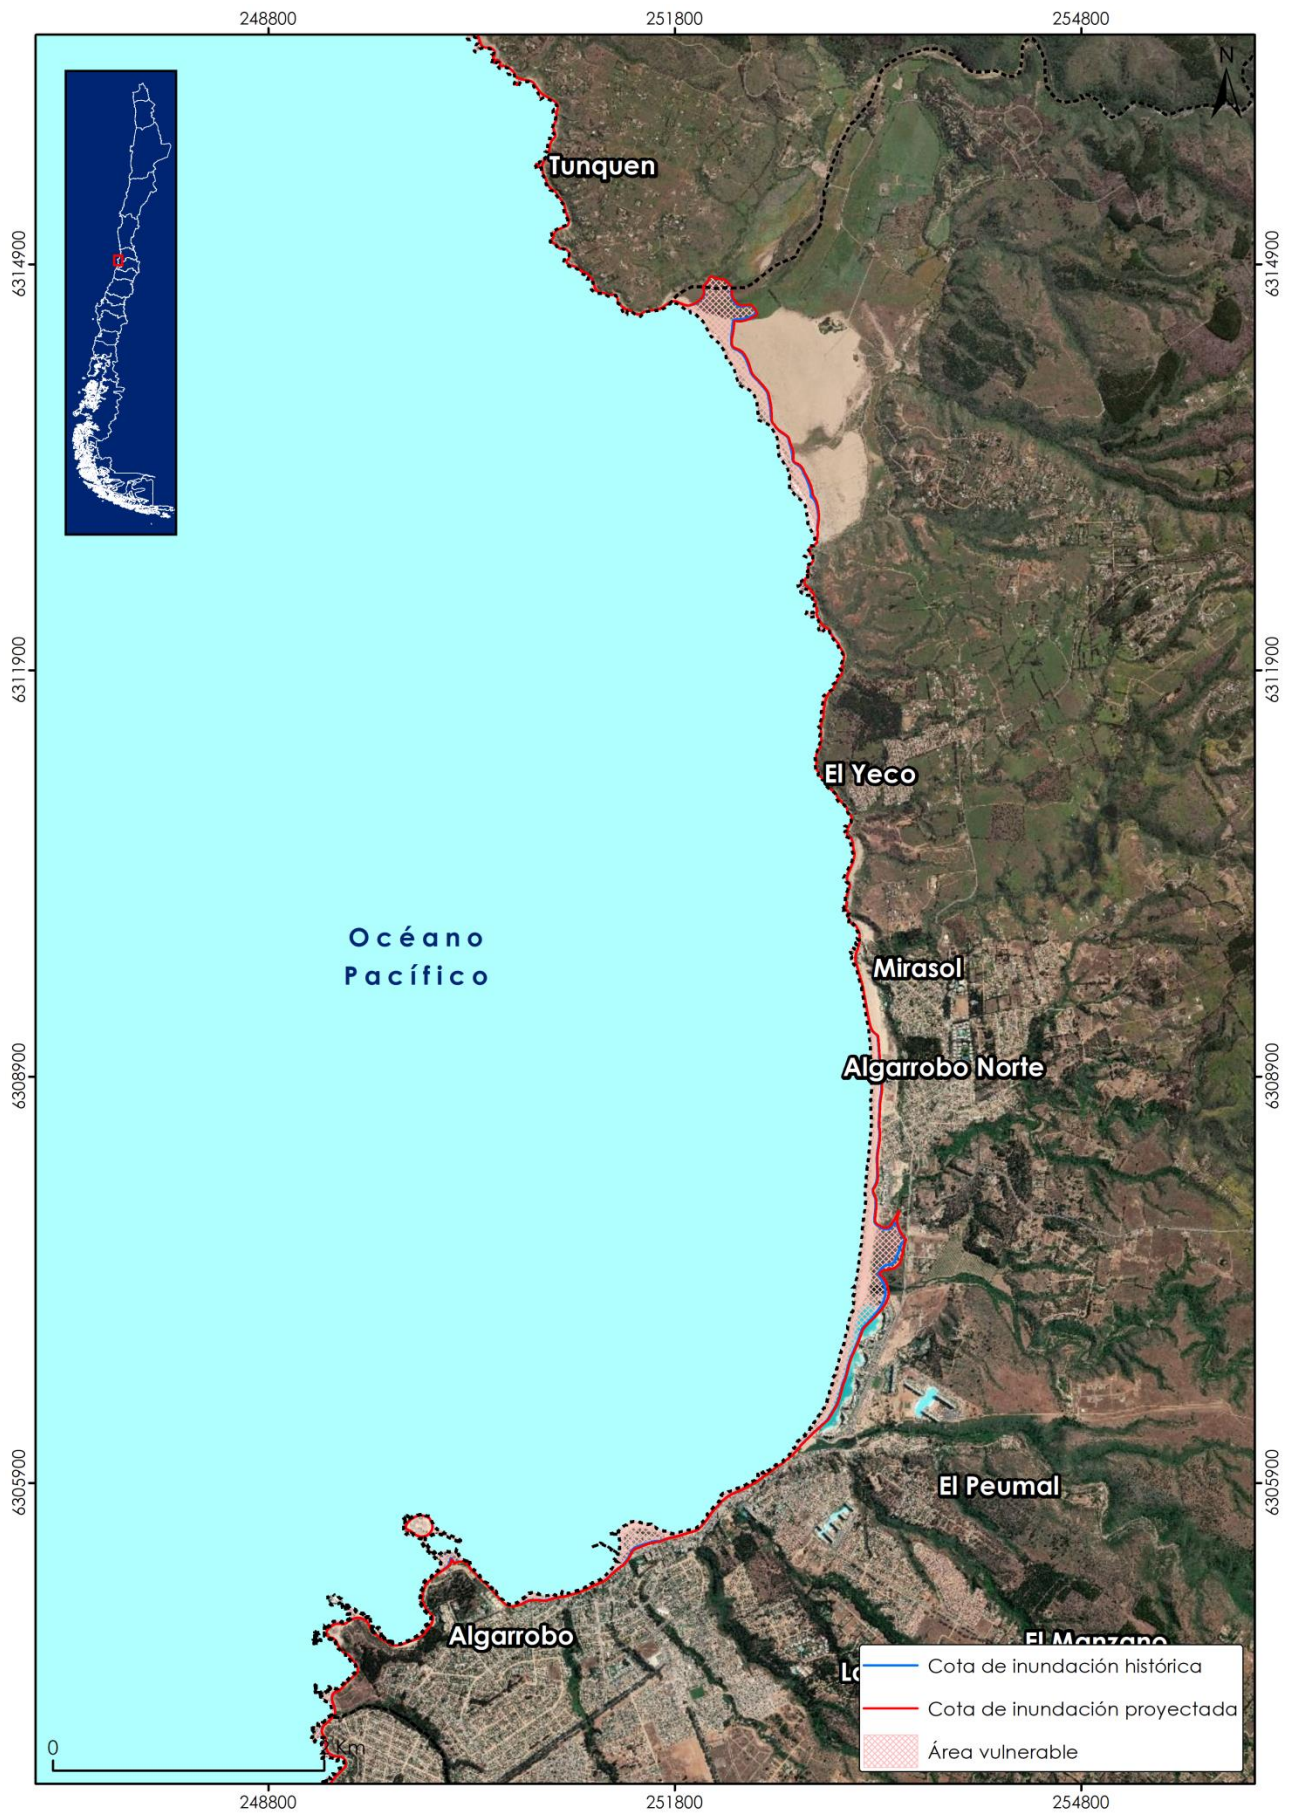 248800
251800
254800
N
Tunquen
6314900
6314900
6311900
6311900
El Yeco
Océano
Pacífico
Mirasol
Algarrobo Norte
6308900
6308900
El Peumal
6305900
6305900
Algarrobo
El Manzano
Cota de inundación histórica
Cota de inundación proyectada
Área vulnerable
0
Km
248800
251800
254800